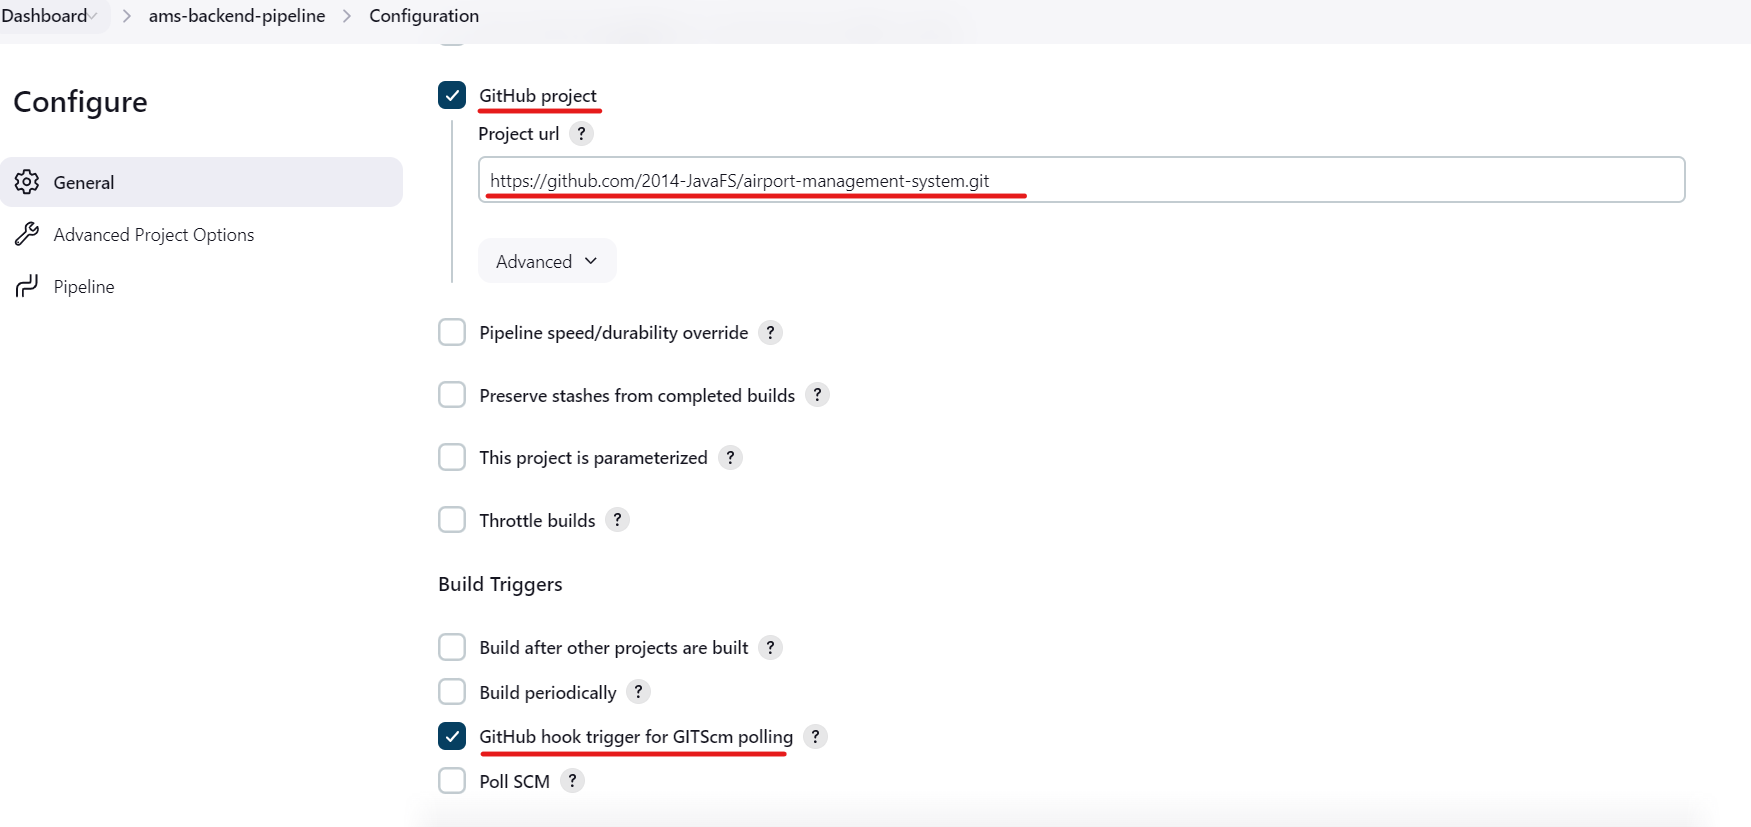 Dashboard > ams-backend-pipeline > Configuration
Configure
General
Advanced Project Options
Pipeline
GitHub project
Project url ?
https://github.com/2014-JavaFS/airport-management-system.git
Advanced
Pipeline speed/durability override ?
Preserve stashes from completed builds ?
This project is parameterized ?
Throttle builds ?
Build Triggers
Build after other projects are built ?
Build periodically ?
GitHub hook trigger for GITScm polling ?
Poll SCM ?